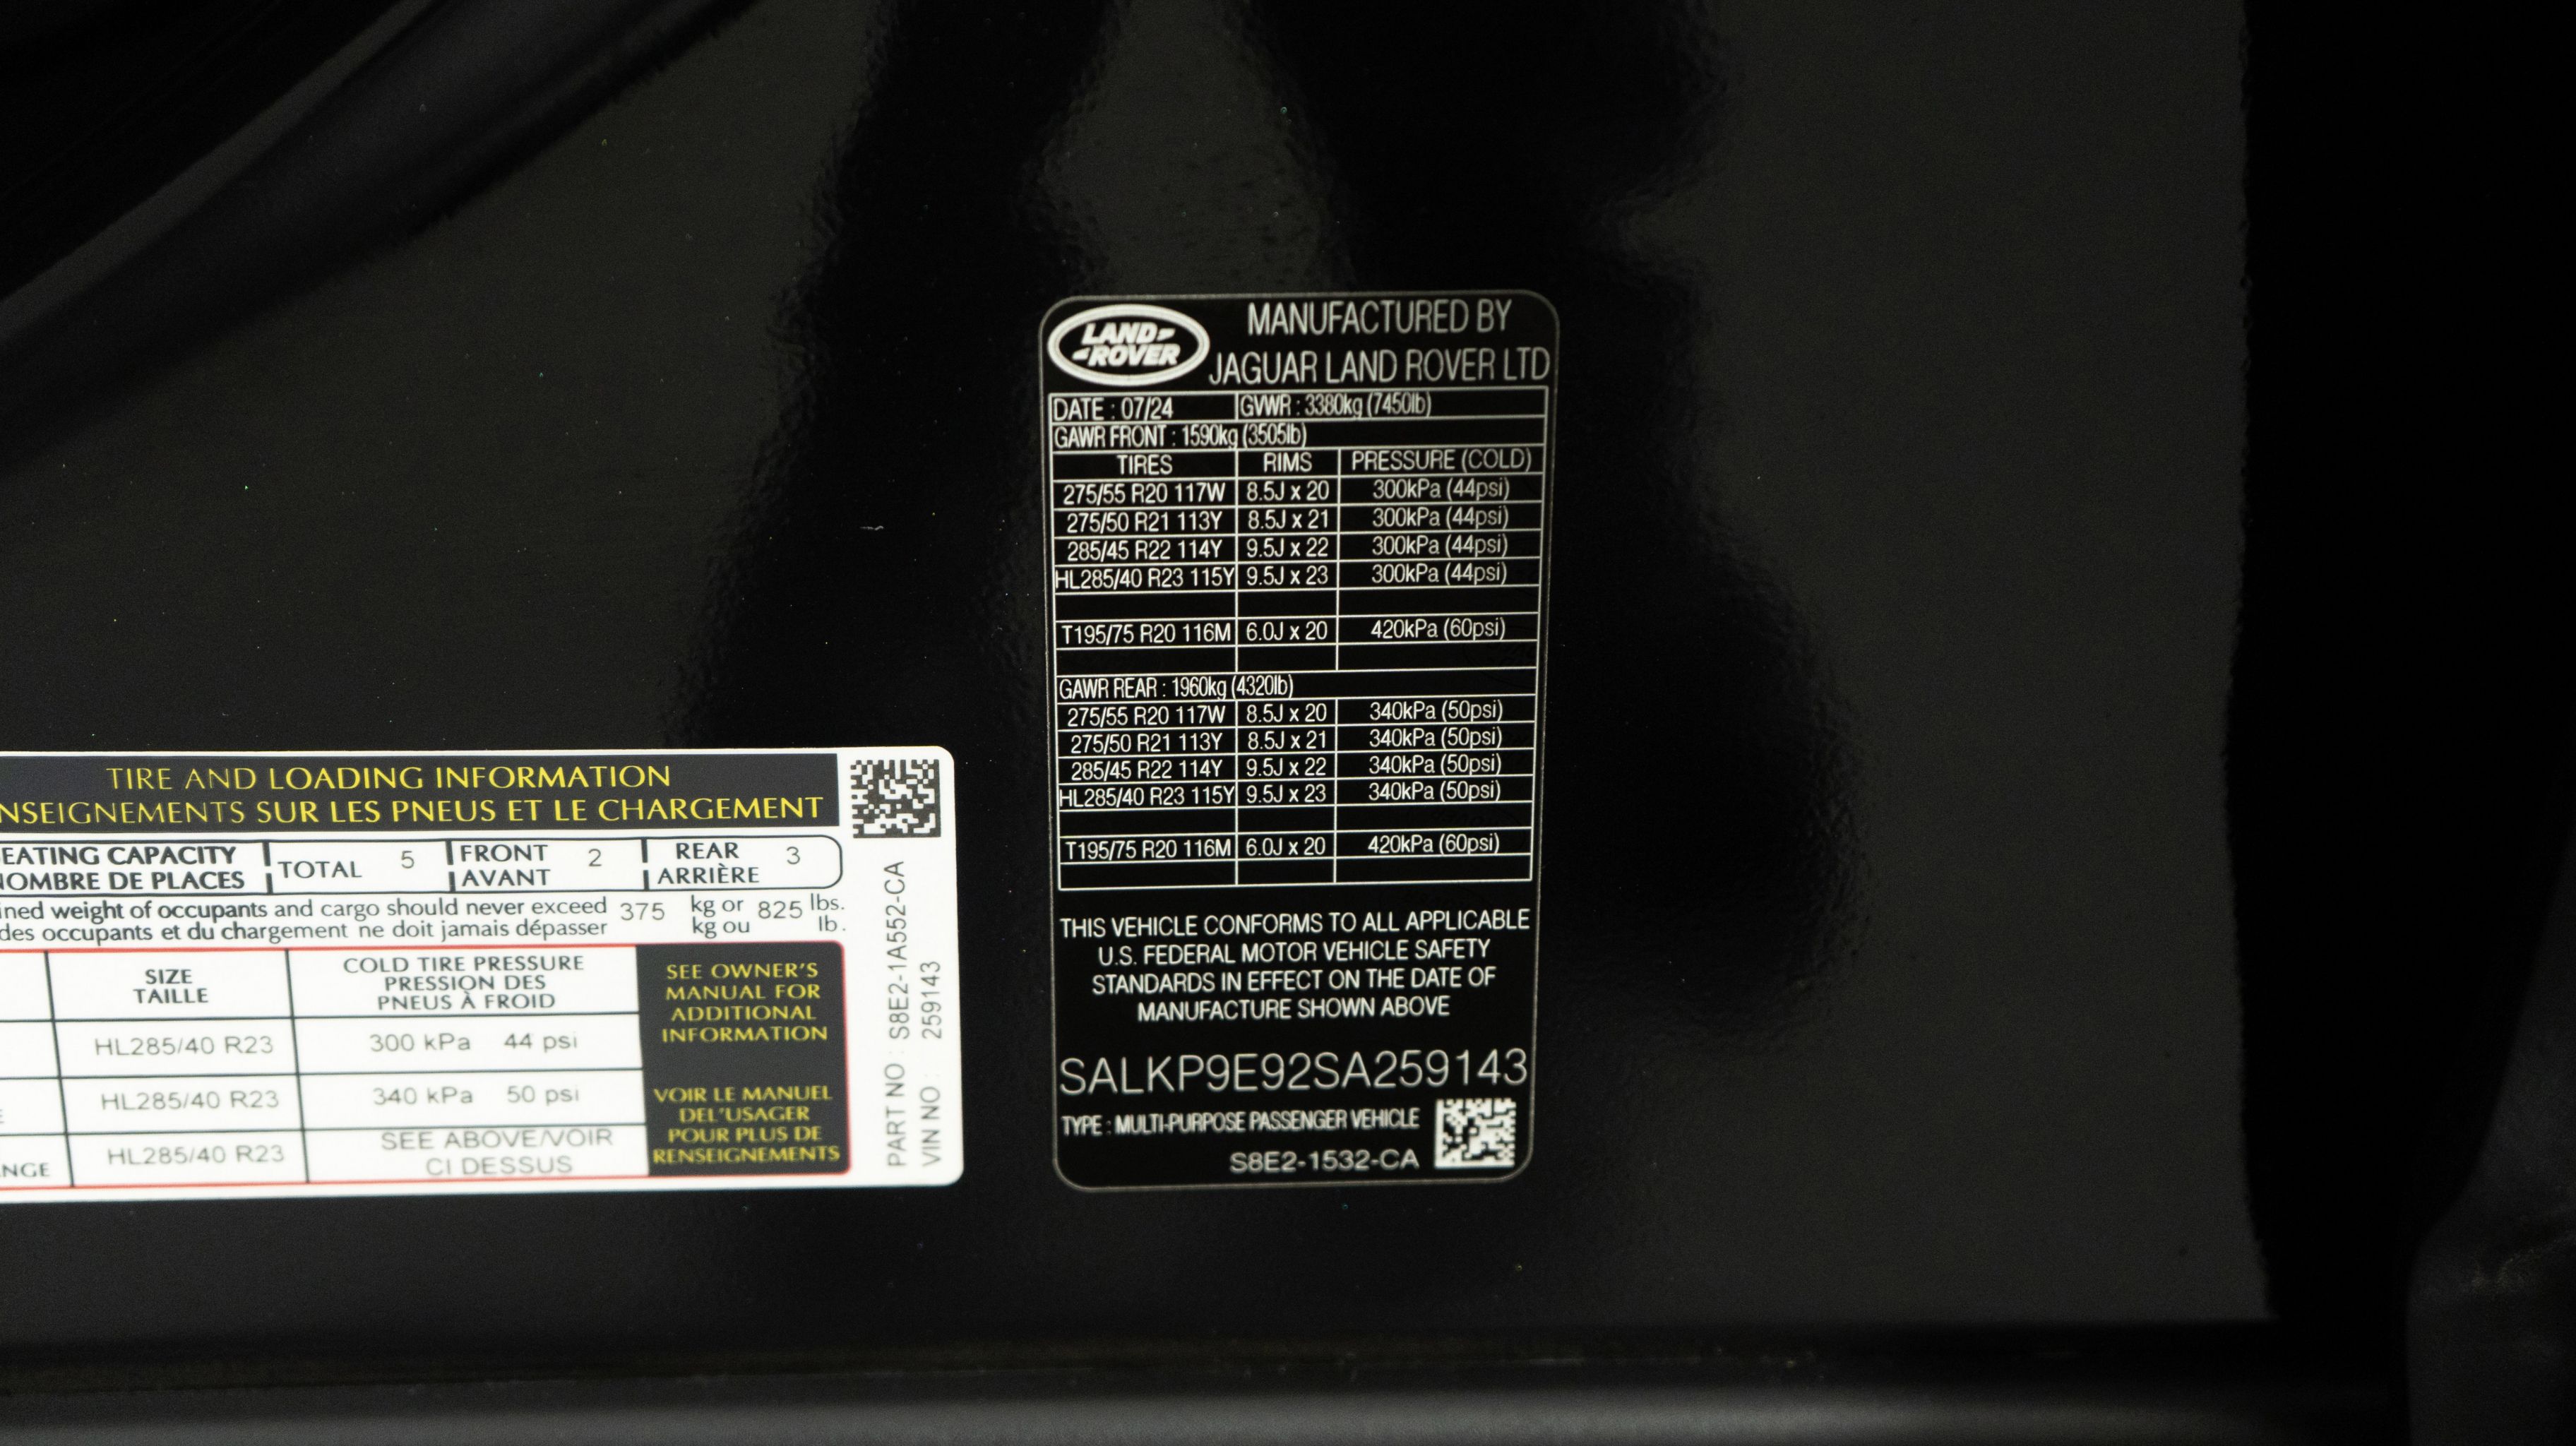 LAND ROVER
MANUFACTURED BY
JAGUAR LAND ROVER LTD
DATE : 07/24 GVWR : 3380kg (7450lb)
GAWR FRONT : 1590kg (3505lb)
TIRES RIMS PRESSURE (COLD)
275/55 R20 117W 8.5J x 20 300kPa (44psi)
275/50 R21 113Y 8.5J x 21 300kPa (44psi)
285/45 R22 114Y 9.5J x 22 300kPa (44psi)
HL285/40 R23 115Y 9.5J x 23 300kPa (44psi)
T195/75 R20 116M 6.0J x 20 420kPa (60psi)
GAWR REAR : 1960kg (4320lb)
275/55 R20 117W 8.5J x 20 340kPa (50psi)
275/50 R21 113Y 8.5J x 21 340kPa (50psi)
285/45 R22 114Y 9.5J x 22 340kPa (50psi)
HL285/40 R23 115Y 9.5J x 23 340kPa (50psi)
T195/75 R20 116M 6.0J x 20 420kPa (60psi)
THIS VEHICLE CONFORMS TO ALL APPLICABLE
U.S. FEDERAL MOTOR VEHICLE SAFETY
STANDARDS IN EFFECT ON THE DATE OF
MANUFACTURE SHOWN ABOVE
SALKP9E92SA259143
TYPE : MULTI-PURPOSE PASSENGER VEHICLE
S8E2-1532-CA
TIRE AND LOADING INFORMATION
NSEIGNEMENTS SUR LES PNEUS ET LE CHARGEMENT
EATING CAPACITY TOTAL 5 FRONT 2 REAR 3
NOMBRE DE PLACES AVANT ARRIÈRE
ined weight of occupants and cargo should never exceed 375 kg or 825 lbs.
des occupants et du chargement ne doit jamais dépasser kg ou lb.
SIZE
TAILLE
COLD TIRE PRESSURE
PRESSION DES
PNEUS À FROID
HL285/40 R23 300 kPa 44 psi
HL285/40 R23 340 kPa 50 psi
E
NGE HL285/40 R23 SEE ABOVE/VOIR
CI DESSUS
SEE OWNER'S
MANUAL FOR
ADDITIONAL
INFORMATION
VOIR LE MANUEL
DEL'USAGER
POUR PLUS DE
RENSEIGNEMENTS
PART NO : S8E2-1A552-CA
VIN NO : 259143